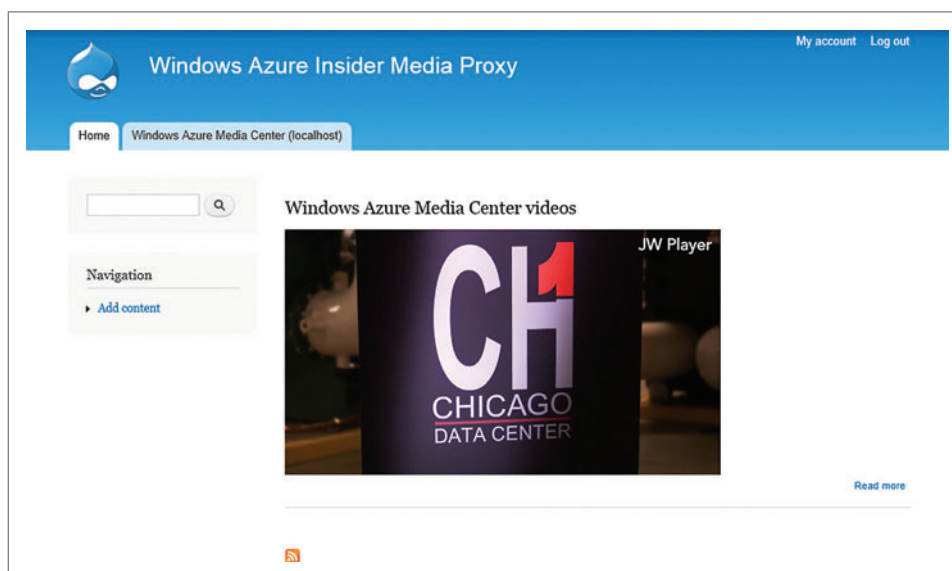 My account Log out
Windows Azure Insider Media Proxy
Home Windows Azure Media Center (localhost)
Windows Azure Media Center videos
JW Player
CH1
CHICAGO
DATA CENTER
Navigation
Add content
Read more